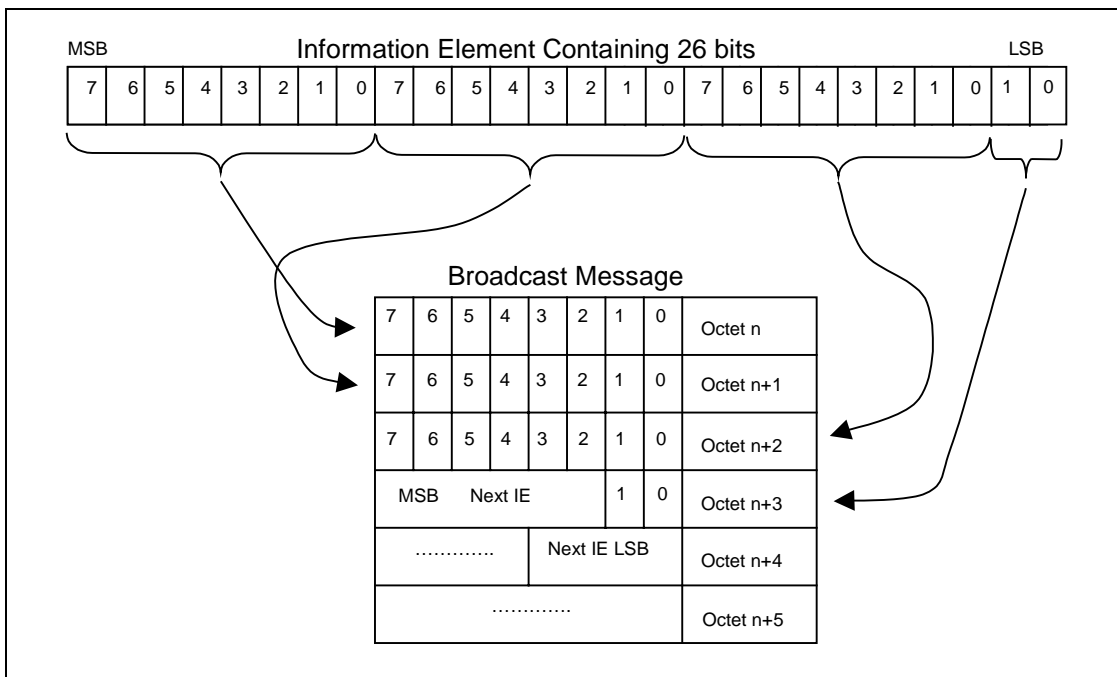 MSB Information Element Containing 26 bits LSB
7 6 5 4 3 2 1 0 7 6 5 4 3 2 1 0 7 6 5 4 3 2 1 0 1 0
Broadcast Message
7 6 5 4 3 2 1 0 Octet n
7 6 5 4 3 2 1 0 Octet n+1
7 6 5 4 3 2 1 0 Octet n+2
MSB Next IE 1 0 Octet n+3
............. Next IE LSB Octet n+4
............. Octet n+5